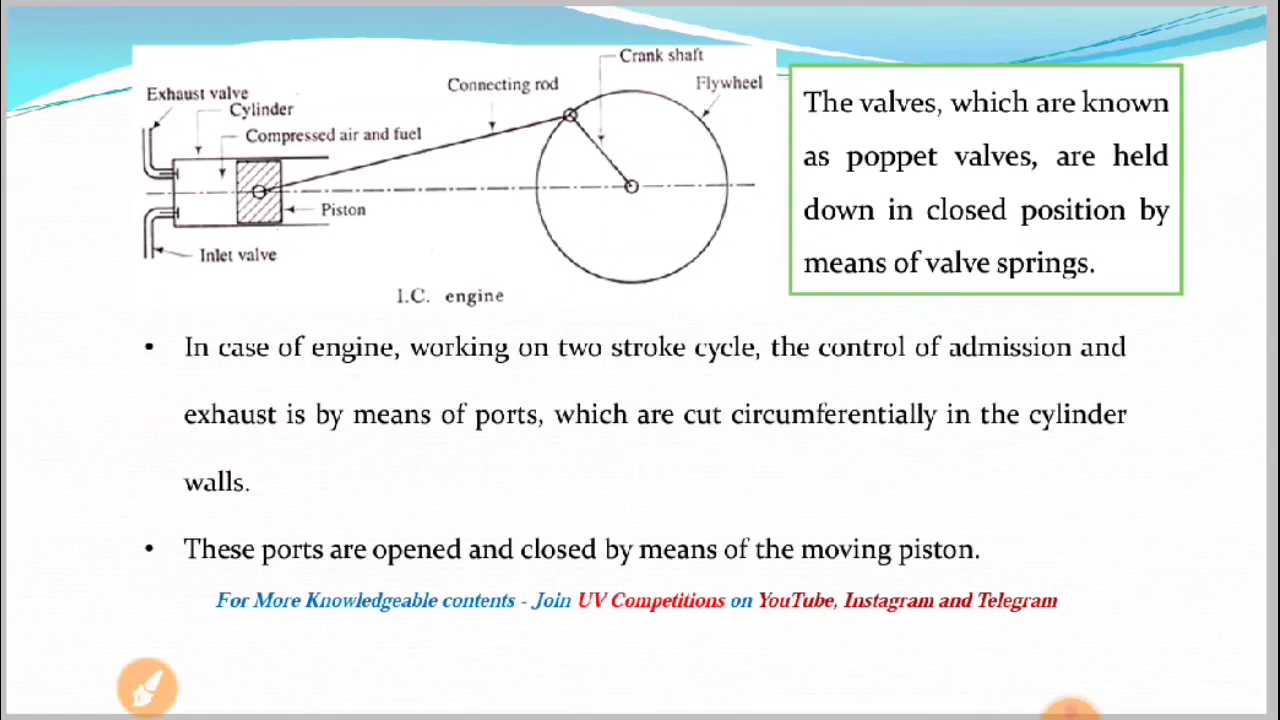 Crank shaft
Connecting rod
Flywheel
Exhaust valve
Cylinder
Compressed air and fuel
Piston
Inlet valve
I.C. engine
The valves, which are known
as poppet valves, are held
down in closed position by
means of valve springs.
• In case of engine, working on two stroke cycle, the control of admission and
exhaust is by means of ports, which are cut circumferentially in the cylinder
walls.
• These ports are opened and closed by means of the moving piston.
For More Knowledgeable contents - Join UV Competitions on YouTube, Instagram and Telegram